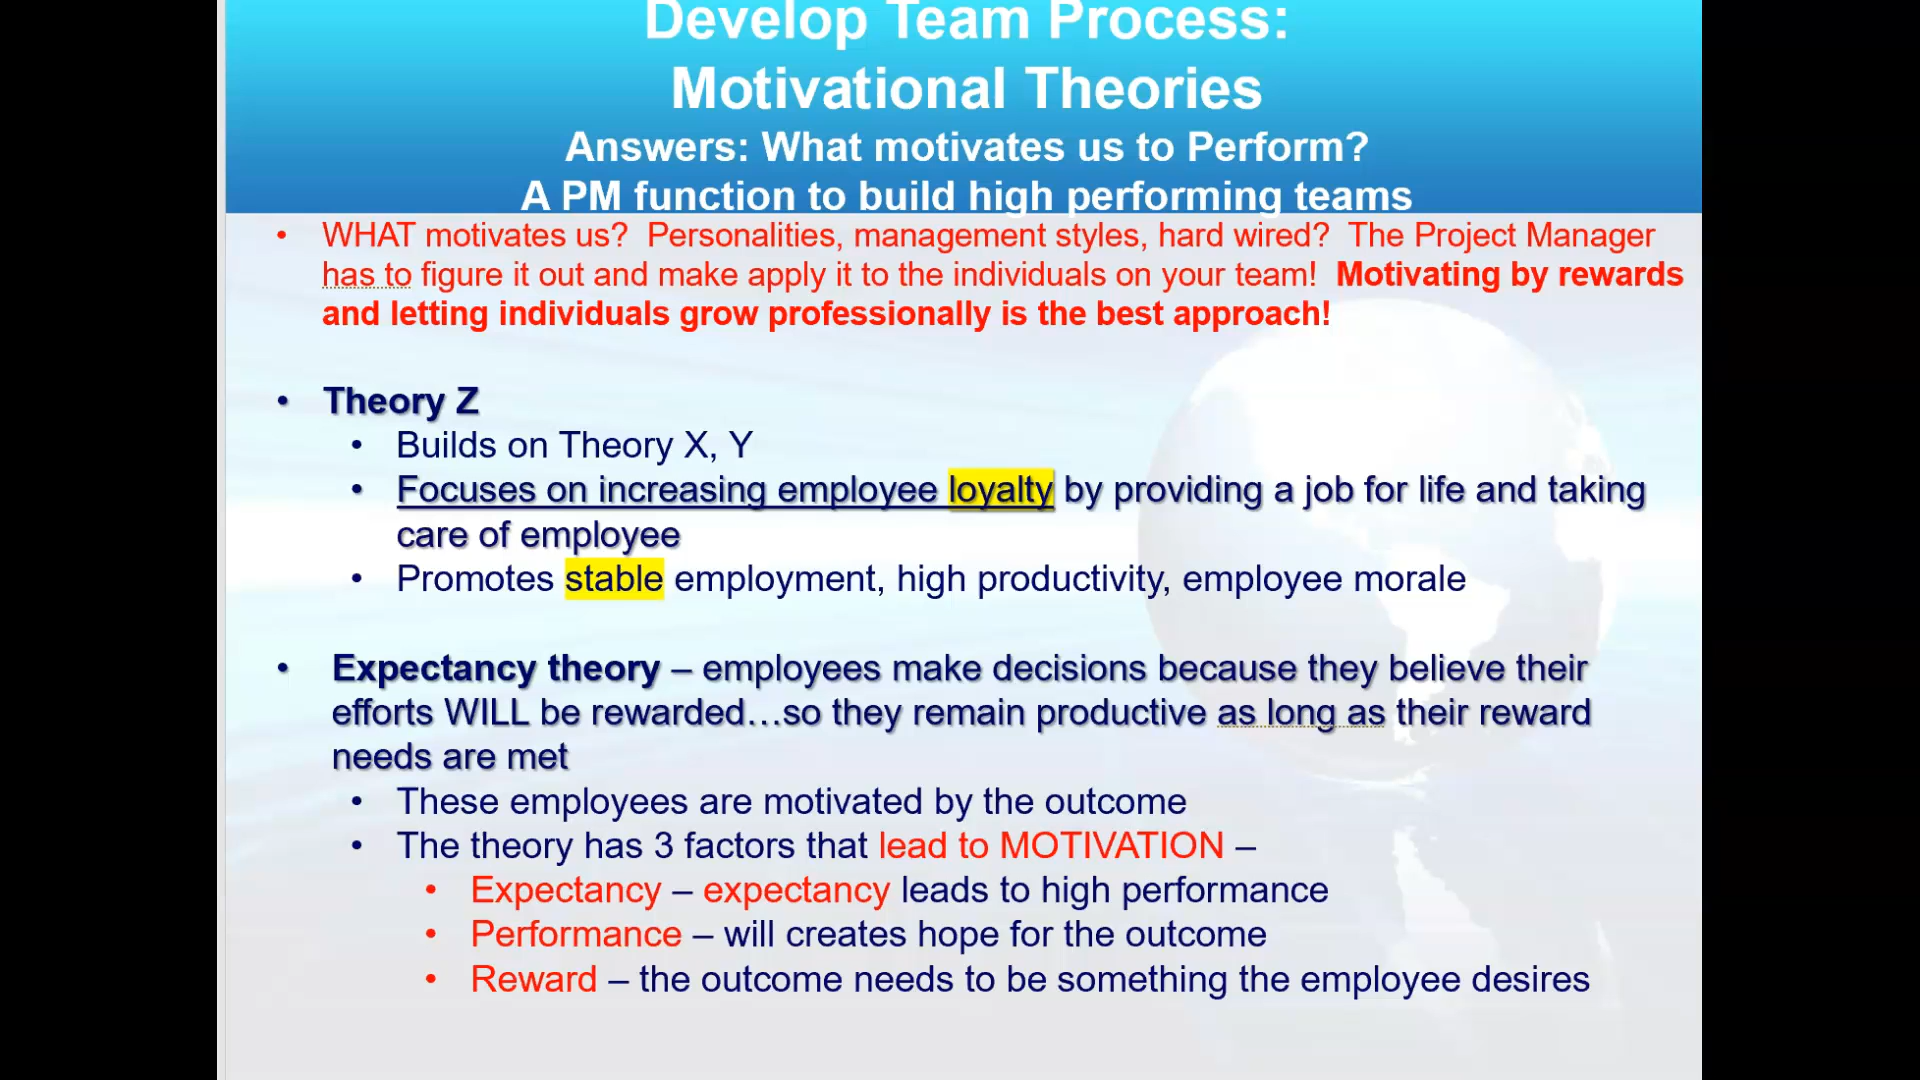 Develop Team Process:
Motivational Theories
Answers: What motivates us to Perform?
A PM function to build high performing teams
• WHAT motivates us?  Personalities, management styles, hard wired?  The Project Manager
has to figure it out and make apply it to the individuals on your team!  Motivating by rewards
and letting individuals grow professionally is the best approach!
• Theory Z
• Builds on Theory X, Y
• Focuses on increasing employee loyalty by providing a job for life and taking
care of employee
• Promotes stable employment, high productivity, employee morale
• Expectancy theory – employees make decisions because they believe their
efforts WILL be rewarded…so they remain productive as long as their reward
needs are met
• These employees are motivated by the outcome
• The theory has 3 factors that lead to MOTIVATION –
• Expectancy – expectancy leads to high performance
• Performance – will creates hope for the outcome
• Reward – the outcome needs to be something the employee desires